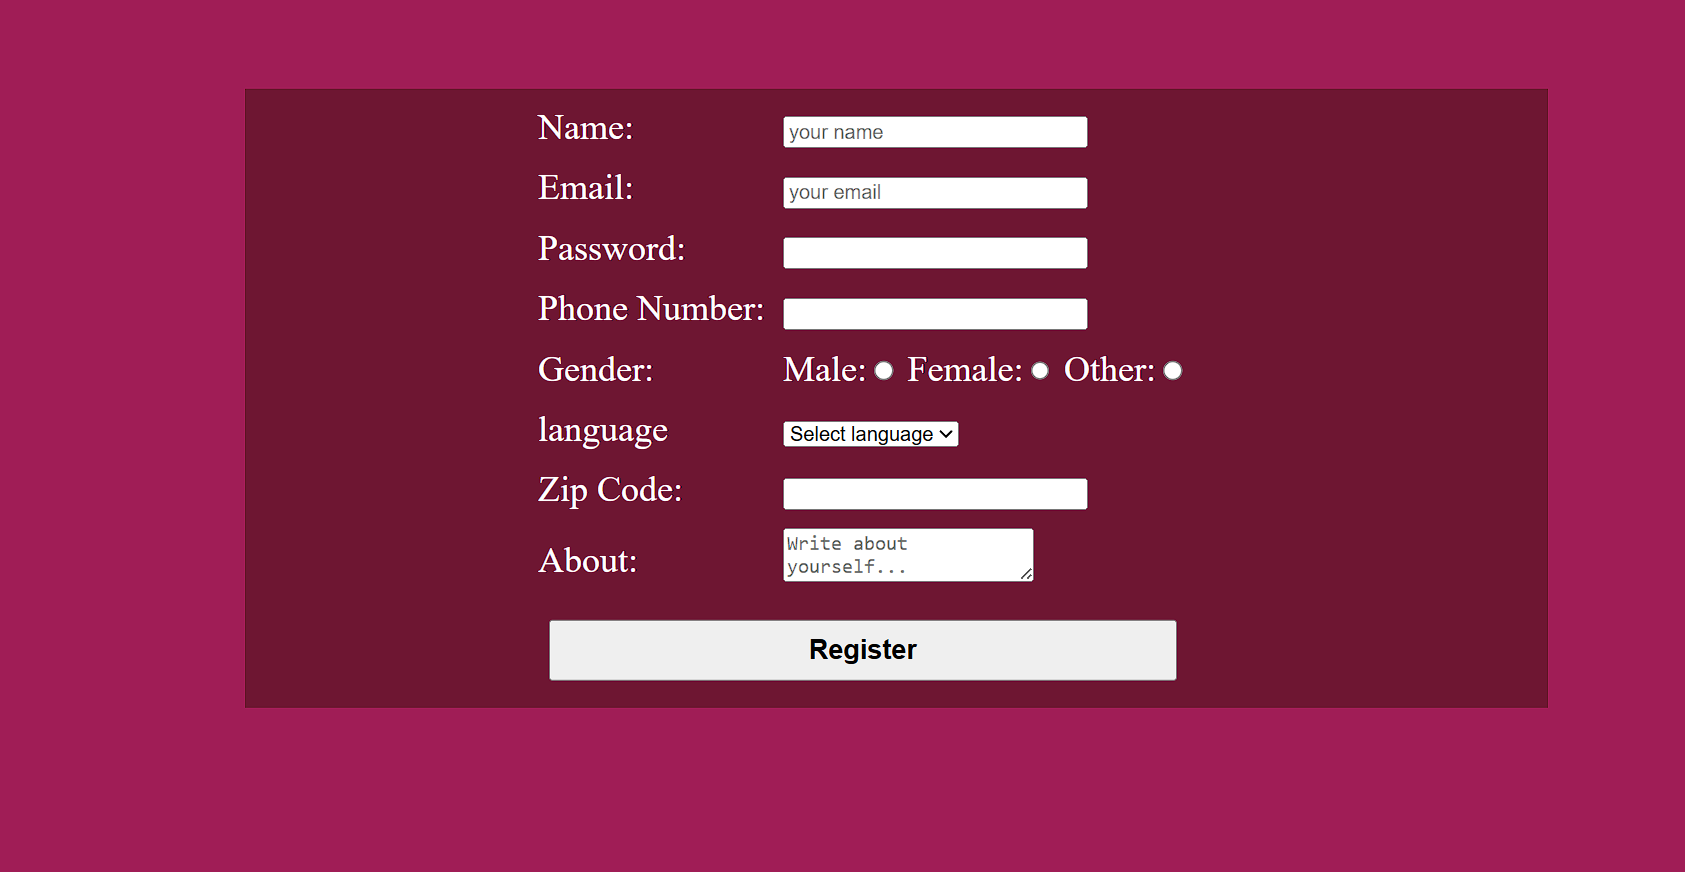 Name: your name
Email: your email
Password:
Phone Number:
Gender: Male: Female: Other:
language Select language
Zip Code:
About: Write about
yourself...
Register